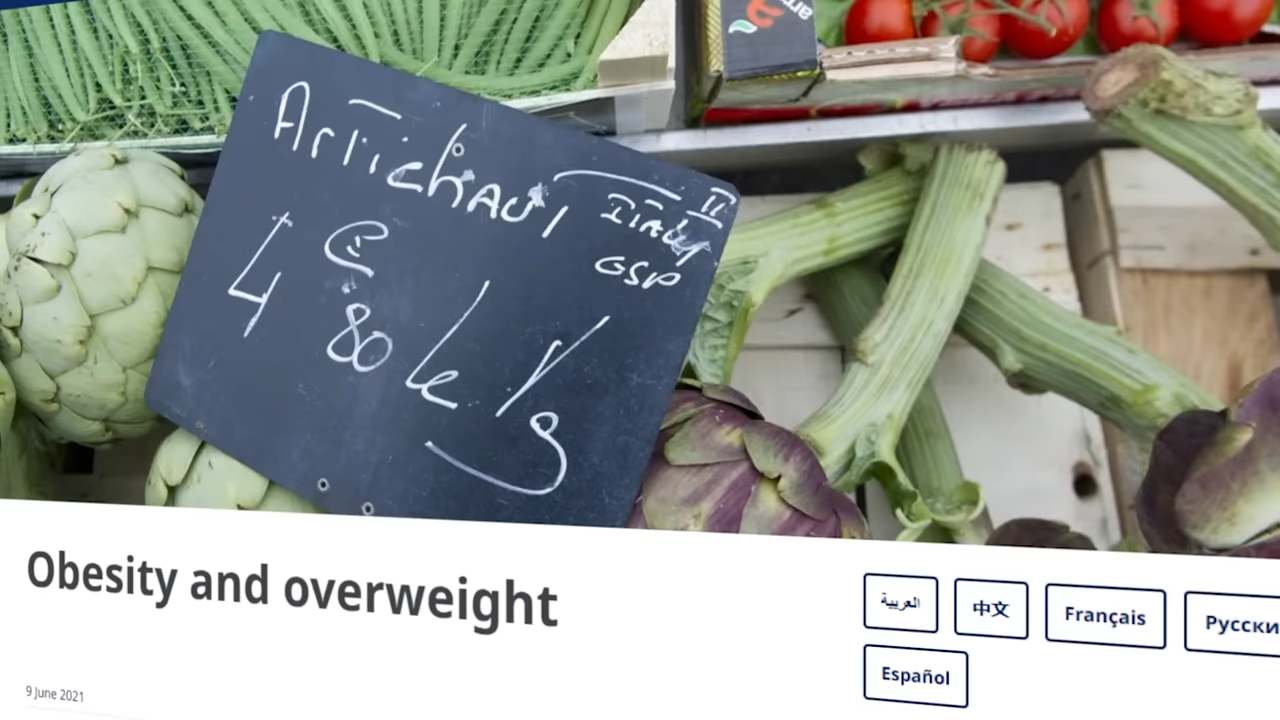 Artichaut
II
Italy
GSP
4 € 80 le kg
Obesity and overweight
العربية
中文
Français
Русски
Español
9 June 2021